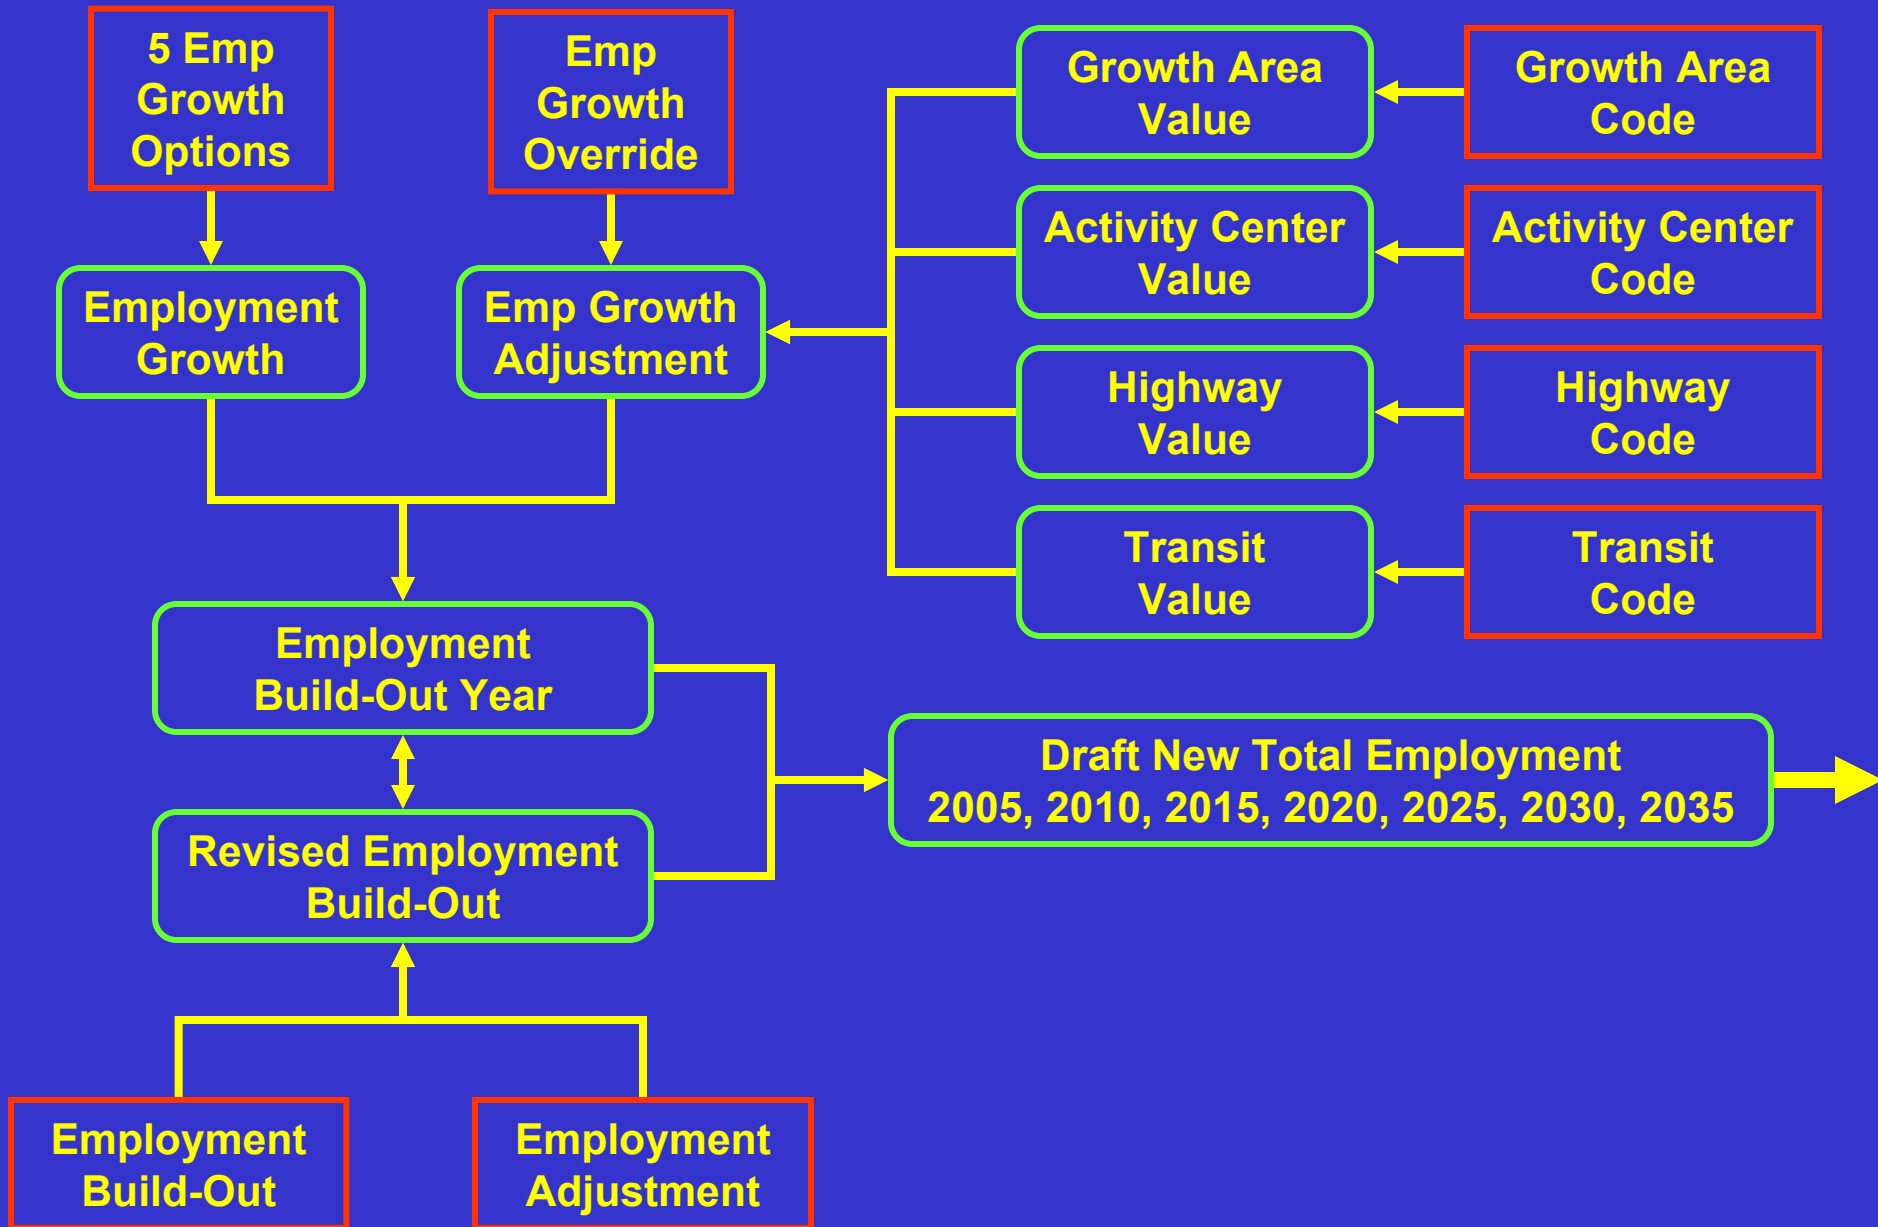 5 Emp
Growth
Options
Emp
Growth
Override
Growth Area
Value
Growth Area
Code
Activity Center
Value
Activity Center
Code
Employment
Growth
Emp Growth
Adjustment
Highway
Value
Highway
Code
Transit
Value
Transit
Code
Employment
Build-Out Year
Draft New Total Employment
2005, 2010, 2015, 2020, 2025, 2030, 2035
Revised Employment
Build-Out
Employment
Build-Out
Employment
Adjustment